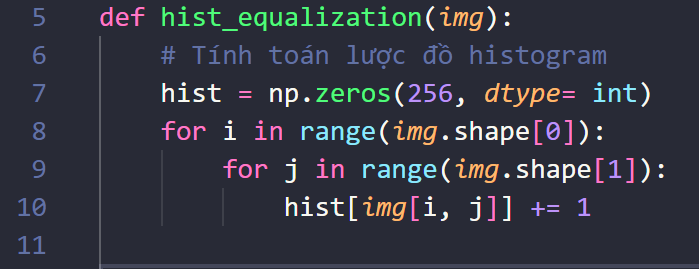 5 def hist_equalization(img):
6 # Tính toán lược đồ histogram
7 hist = np.zeros(256, dtype= int)
8 for i in range(img.shape[0]):
9 for j in range(img.shape[1]):
10 hist[img[i, j]] += 1
11